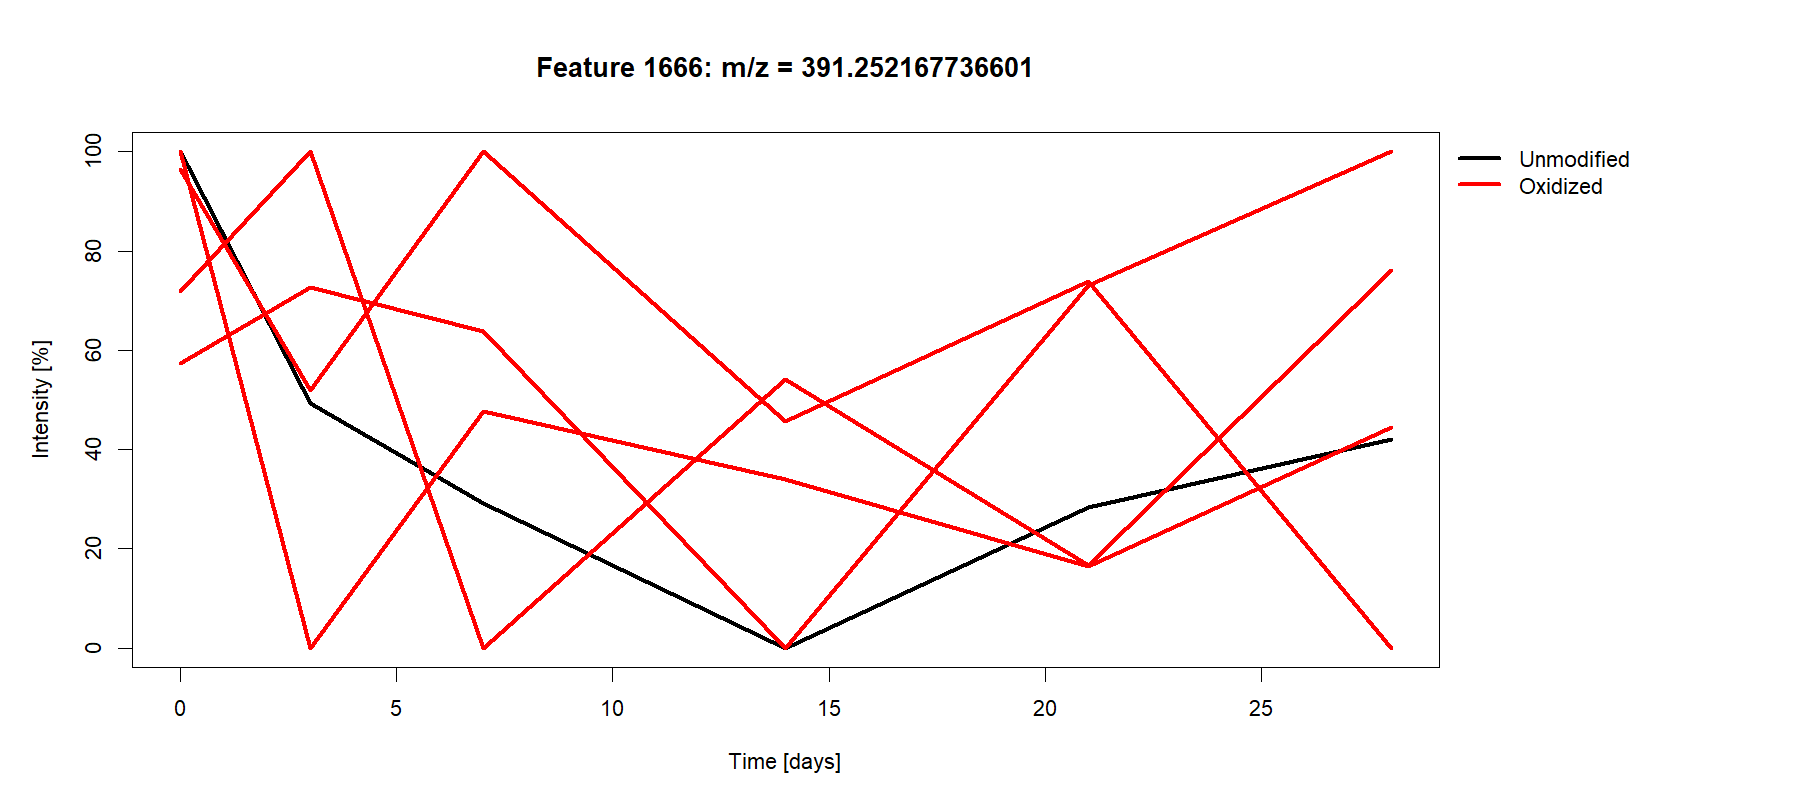 Feature 1666: m/z = 391.252167736601
Unmodified
Oxidized
Intensity [%]
100
80
60
40
20
0
0 5 10 15 20 25
Time [days]